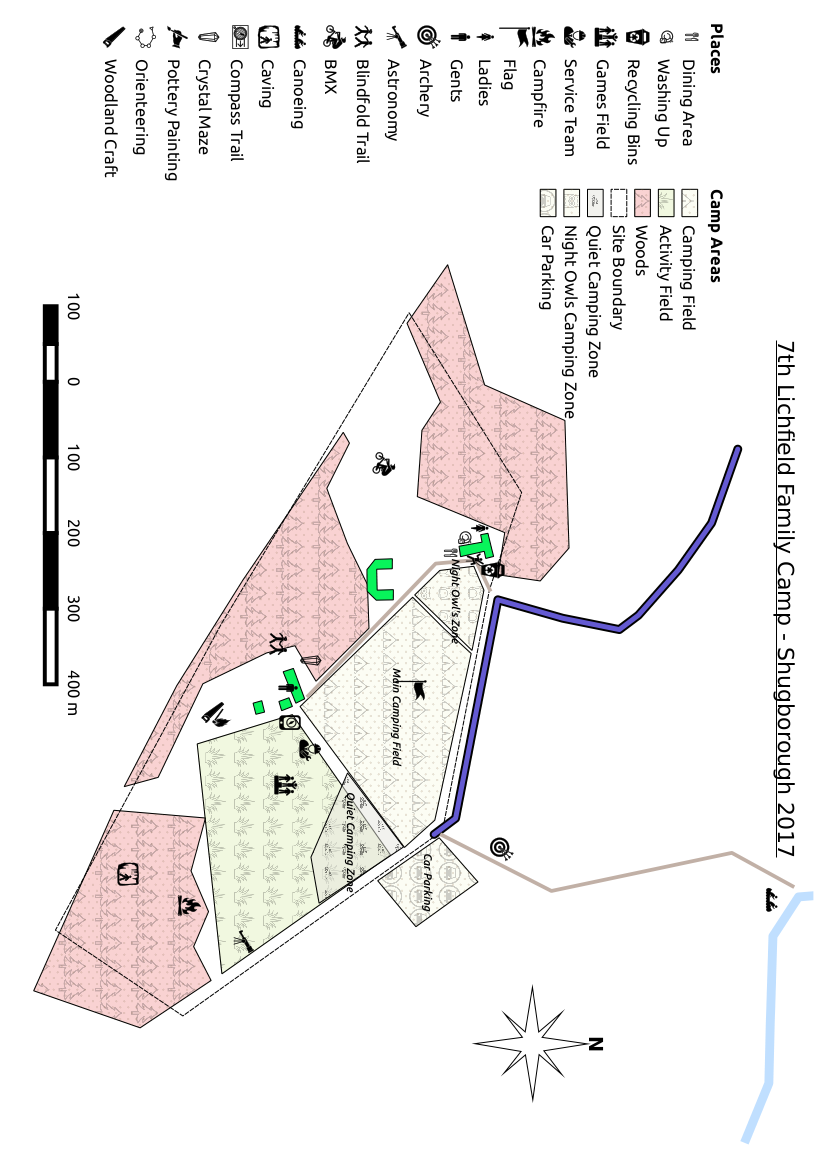 7th Lichfield Family Camp - Shugborough 2017
Places
Dining Area
Washing Up
Recycling Bins
Games Field
Service Team
Campfire
Flag
Ladies
Gents
Archery
Astronomy
Blindfold Trail
BMX
Canoeing
Caving
Compass Trail
Crystal Maze
Pottery Painting
Orienteering
Woodland Craft
Camp Areas
Camping Field
Activity Field
Woods
Site Boundary
Quiet Camping Zone
Night Owls Camping Zone
Car Parking
Night Owl's Zone
Main Camping Field
Quiet Camping Zone
Car Parking
N
100 0 100 200 300 400 m